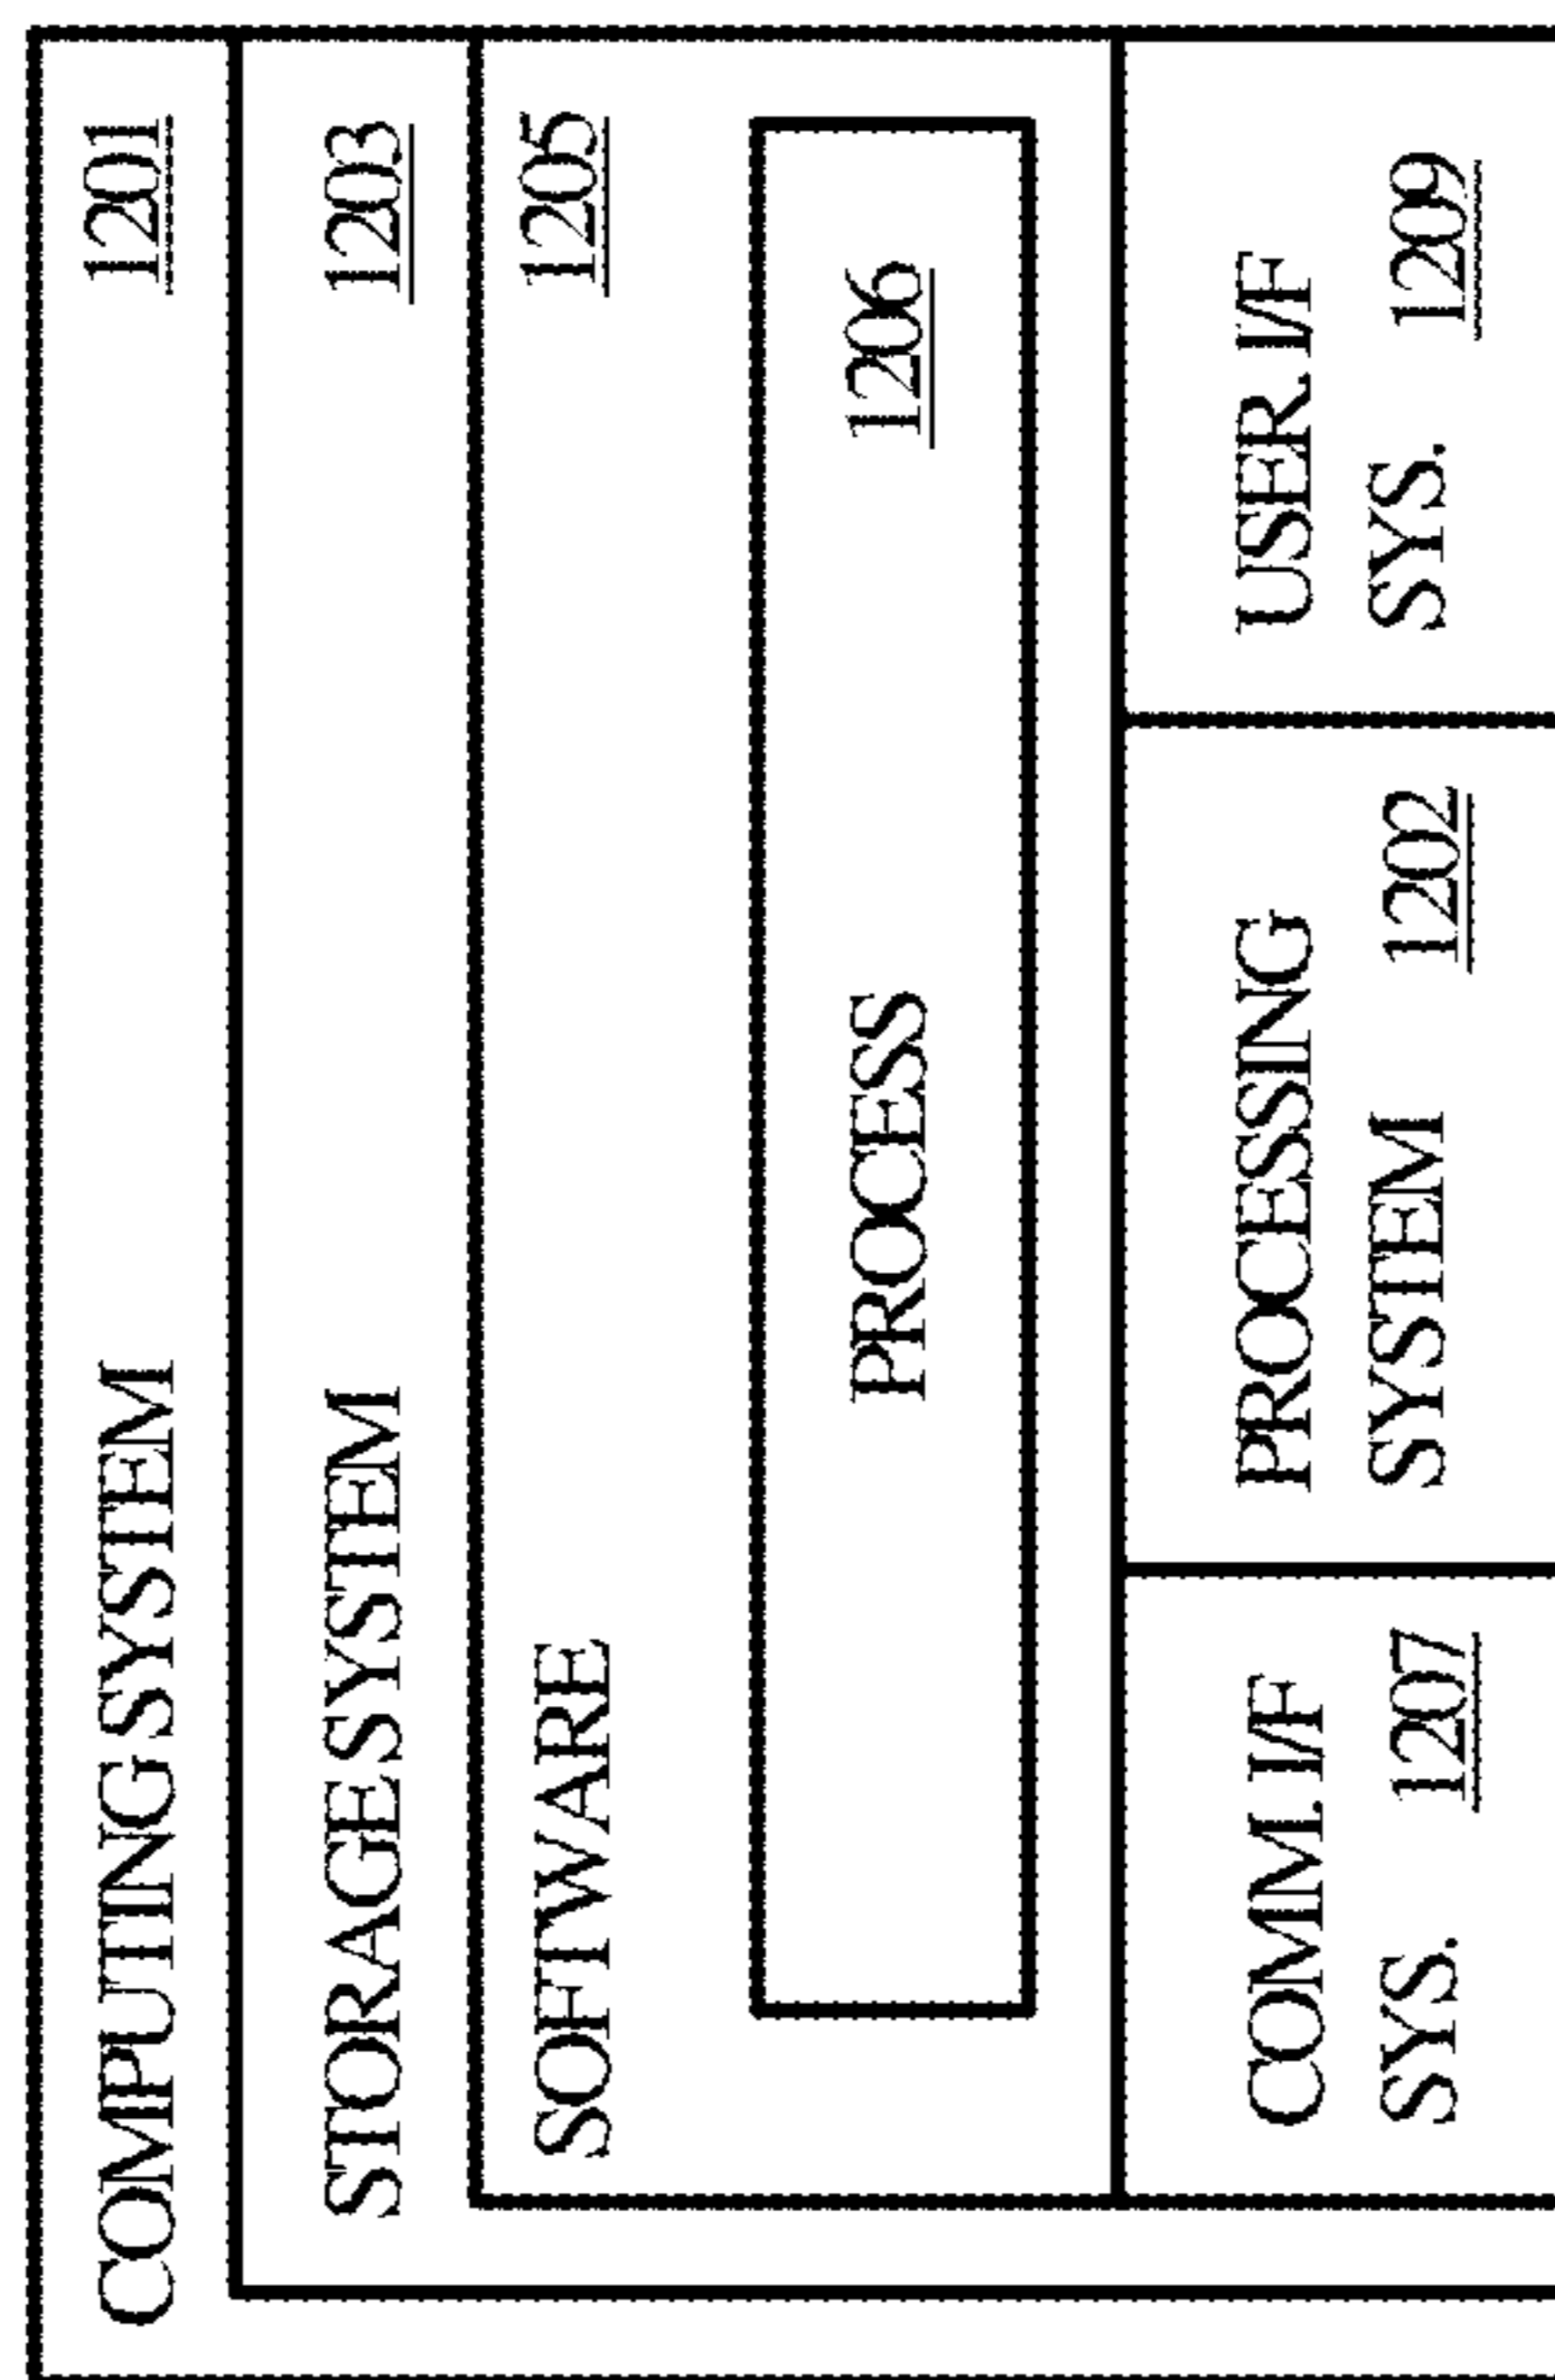 COMPUTING SYSTEM 1201
STORAGE SYSTEM 1203
SOFTWARE 1205
PROCESS 1206
COMM. I/F
SYS. 1207
PROCESSING
SYSTEM 1202
USER I/F
SYS. 1209